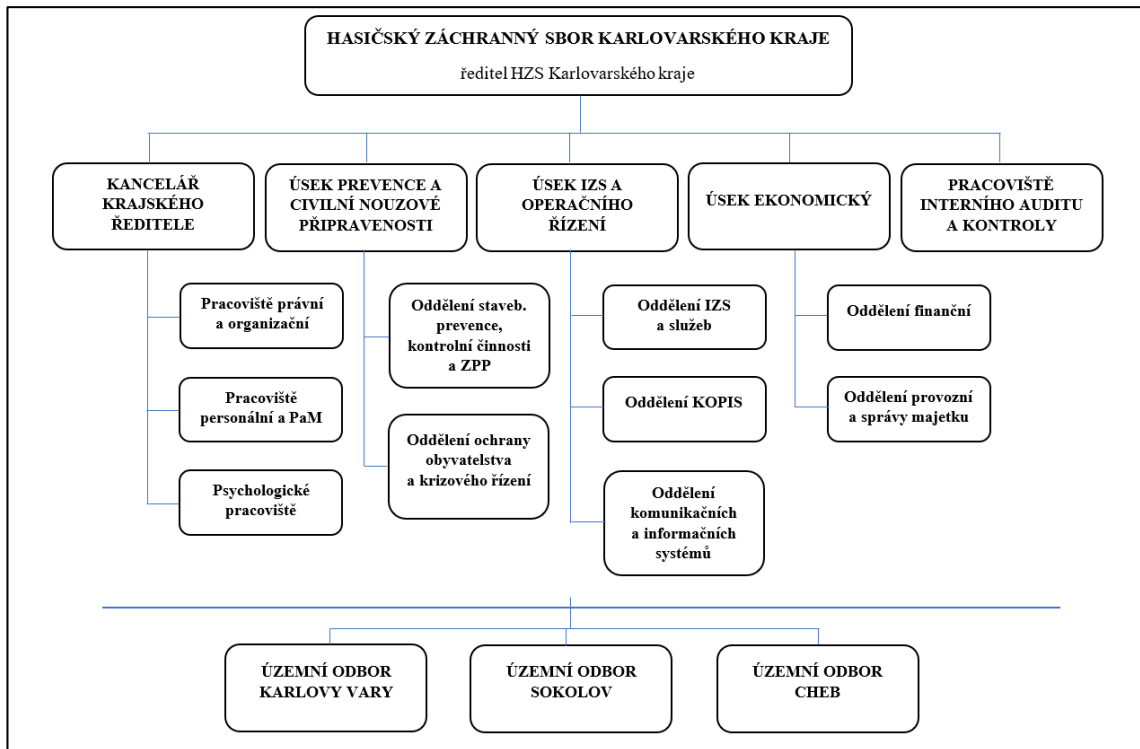 HASIČSKÝ ZÁCHRANNÝ SBOR KARLOVARSKÉHO KRAJE
ředitel HZS Karlovarského kraje
KANCELÁŘ
KRAJSKÉHO
ŘEDITELE
ÚSEK PREVENCE A
CIVILNÍ NOUZOVÉ
PŘIPRAVENOSTI
ÚSEK IZS A
OPERAČNÍHO
ŘÍZENÍ
ÚSEK EKONOMICKÝ
PRACOVIŠTĚ
INTERNÍHO AUDITU
A KONTROLY
Pracoviště právní
a organizační
Pracoviště
personální a PaM
Psychologické
pracoviště
Oddělení staveb.
prevence,
kontrolní činnosti
a ZPP
Oddělení ochrany
obyvatelstva
a krizového řízení
Oddělení IZS
a služeb
Oddělení KOPIS
Oddělení
komunikačních
a informačních
systémů
Oddělení finanční
Oddělení provozní
a správy majetku
ÚZEMNÍ ODBOR
KARLOVY VARY
ÚZEMNÍ ODBOR
SOKOLOV
ÚZEMNÍ ODBOR
CHEB